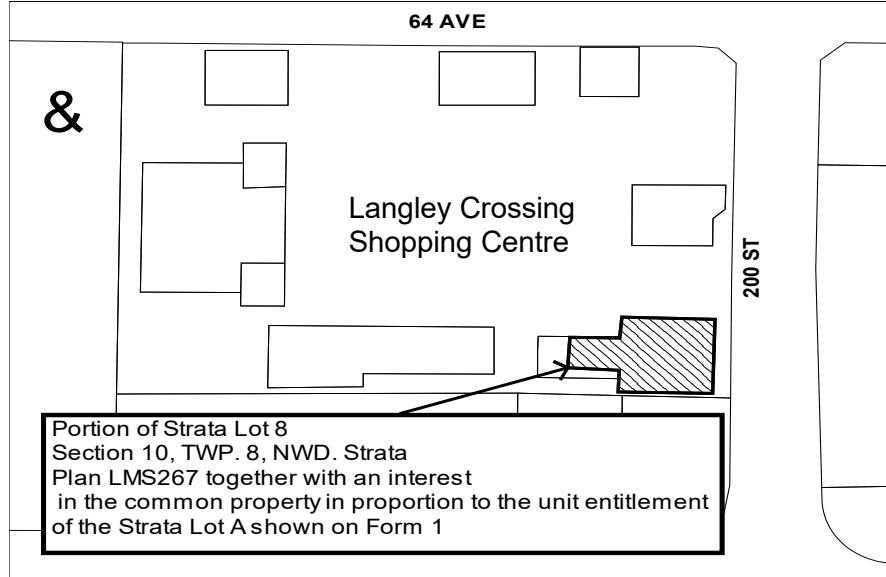 64 AVE
&
Langley Crossing
Shopping Centre
200 ST
Portion of Strata Lot 8
Section 10, TWP. 8, NWD. Strata
Plan LMS267 together with an interest
in the common property in proportion to the unit entitlement
of the Strata Lot A shown on Form 1